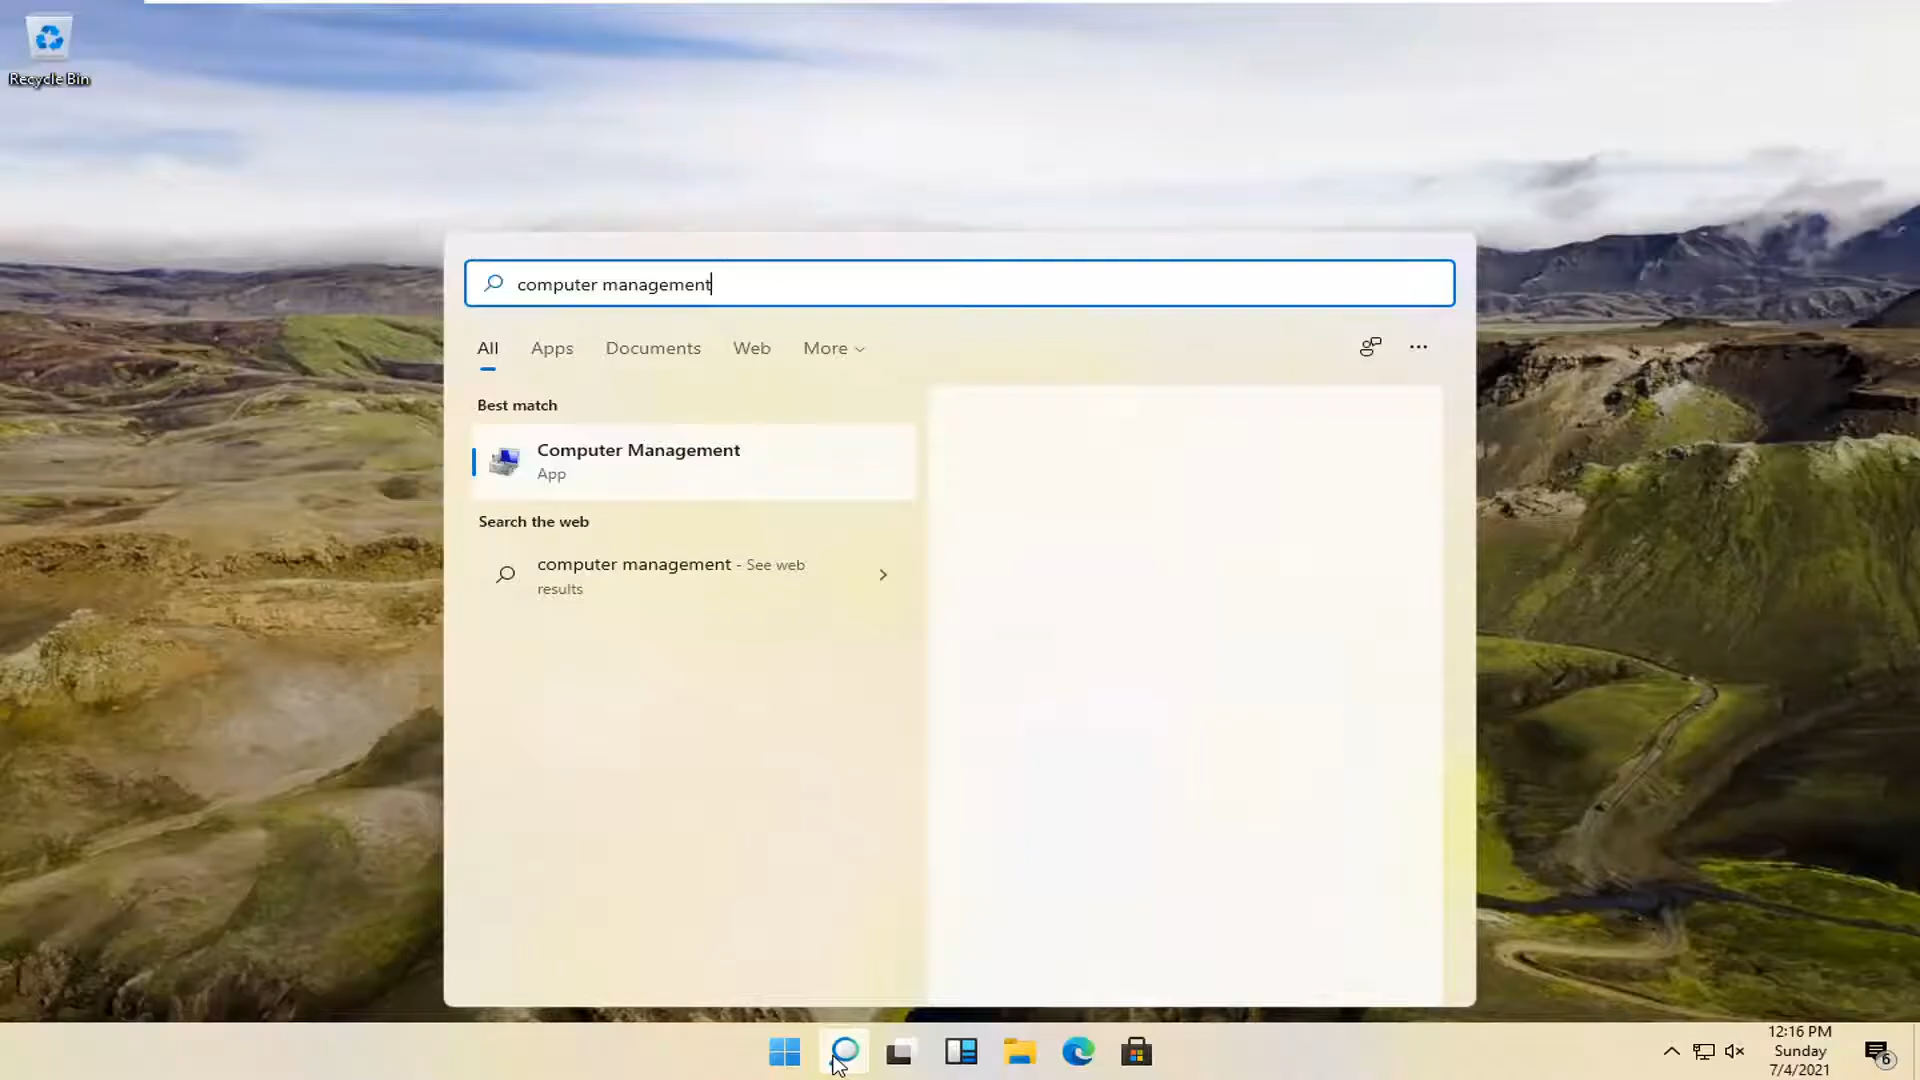 Recycle Bin
computer management
All Apps Documents Web More
Best match
Computer Management
App
Search the web
computer management - See web
results
12:16 PM
Sunday
7/4/2021
6